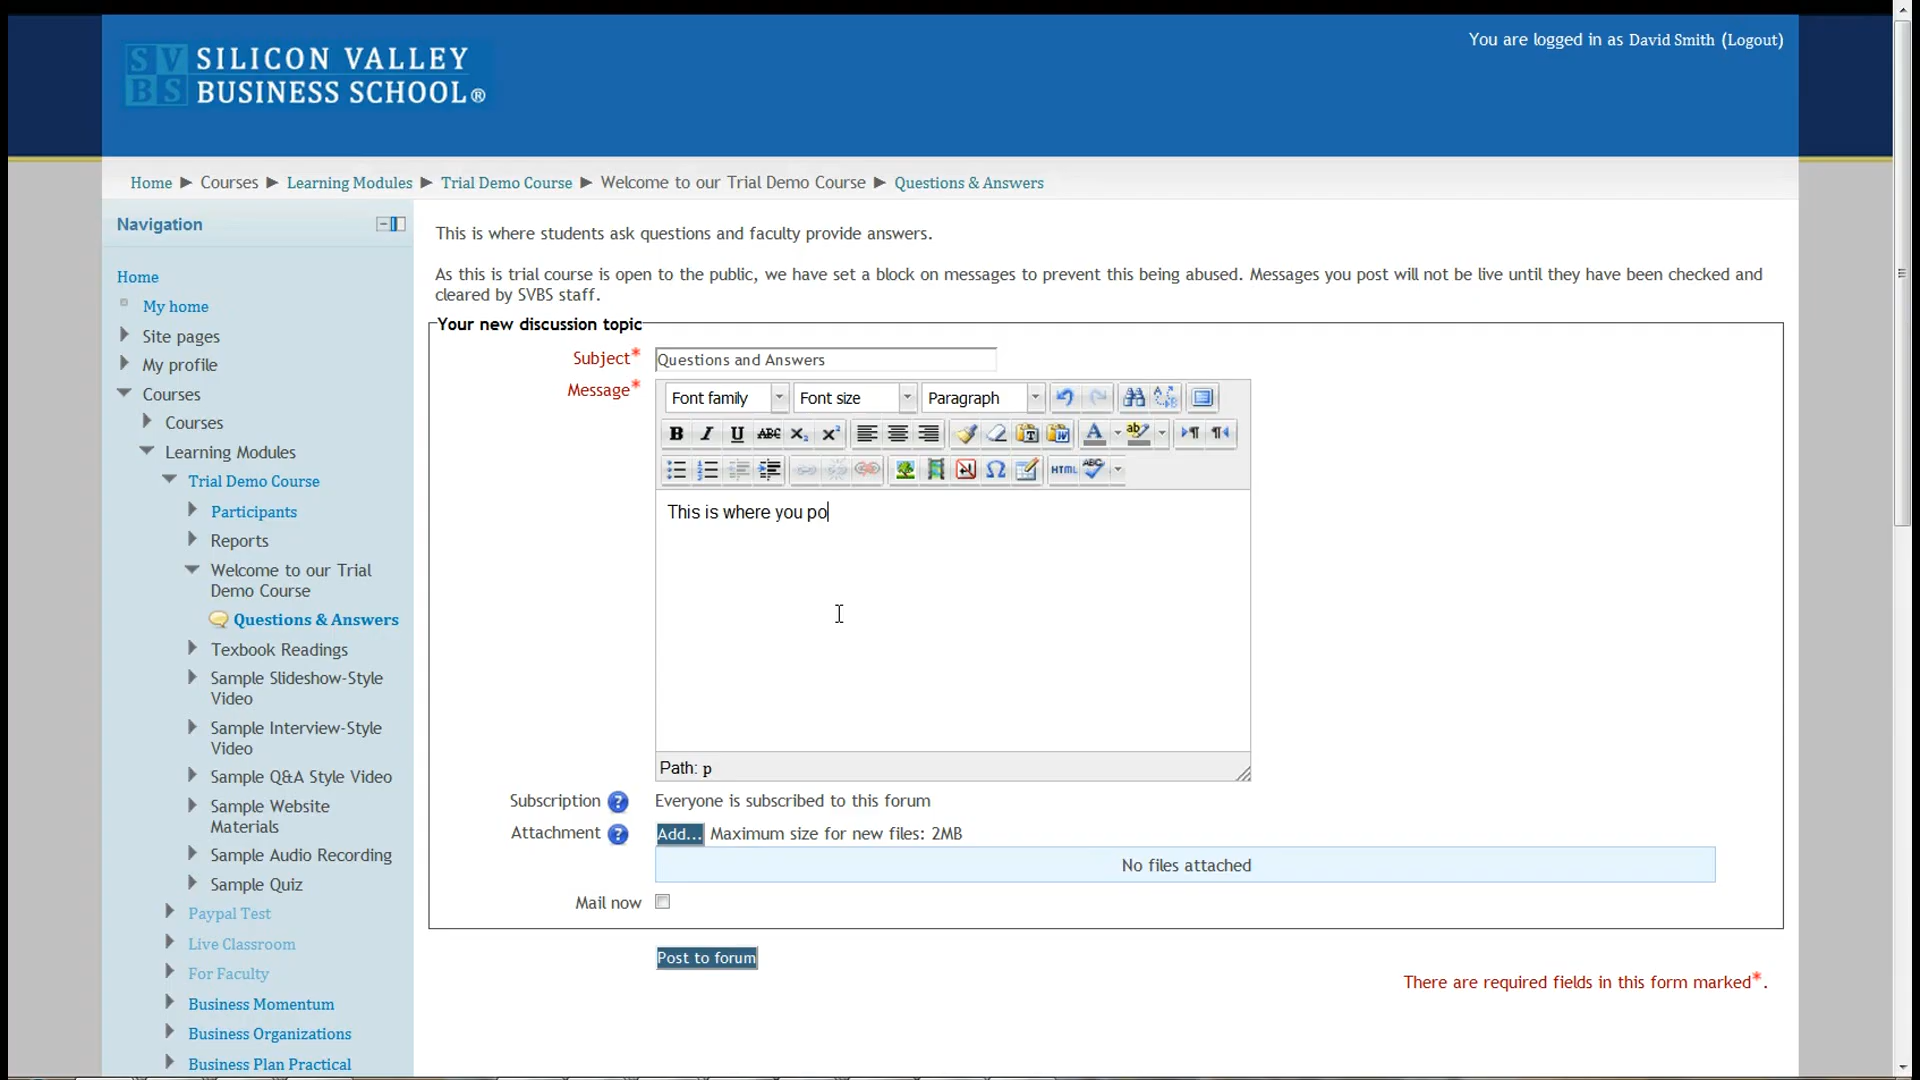 SV
BS
SILICON VALLEY
BUSINESS SCHOOL®
You are logged in as David Smith (Logout)
Home ► Courses ► Learning Modules ► Trial Demo Course ► Welcome to our Trial Demo Course ► Questions & Answers
Navigation
Home
My home
Site pages
My profile
Courses
Courses
Learning Modules
Trial Demo Course
Participants
Reports
Welcome to our Trial
Demo Course
Questions & Answers
Texbook Readings
Sample Slideshow-Style
Video
Sample Interview-Style
Video
Sample Q&A Style Video
Sample Website
Materials
Sample Audio Recording
Sample Quiz
Paypal Test
Live Classroom
For Faculty
Business Momentum
Business Organizations
Business Plan Practical
This is where students ask questions and faculty provide answers.
As this is trial course is open to the public, we have set a block on messages to prevent this being abused. Messages you post will not be live until they have been checked and
cleared by SVBS staff.
Your new discussion topic
Subject* Questions and Answers
Message*
Font family Font size Paragraph
B I U ABC X₂ X²
HTML ABC
This is where you po
Path: p
Subscription Everyone is subscribed to this forum
Attachment Add... Maximum size for new files: 2MB
No files attached
Mail now
Post to forum
There are required fields in this form marked*.